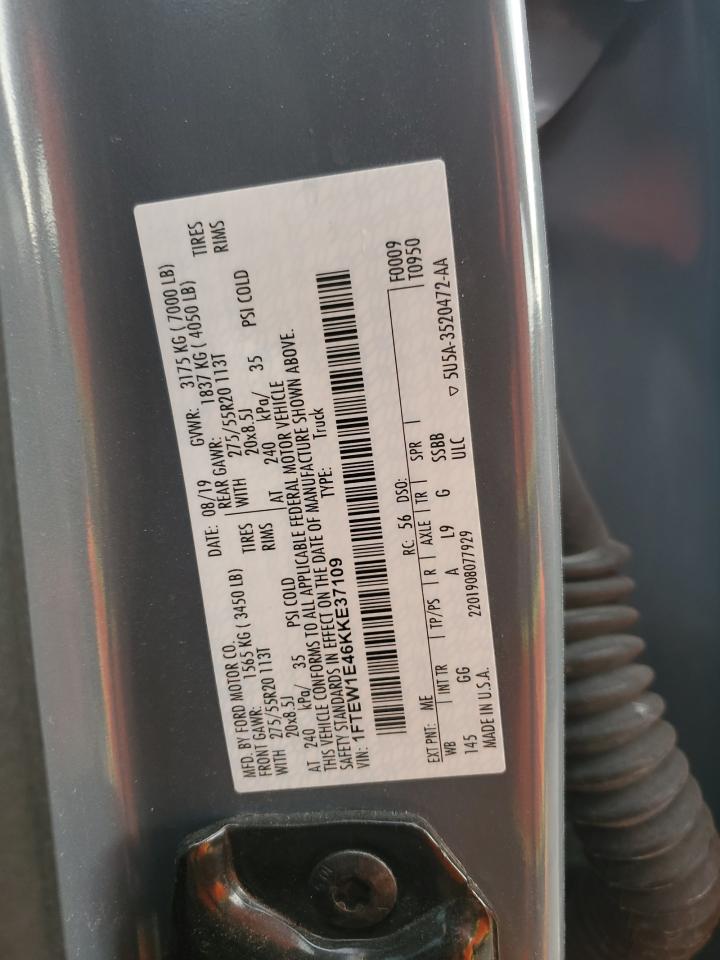 MFD. BY FORD MOTOR CO.
DATE: 08/19 GVWR: 3175 KG ( 7000 LB)
FRONT GAWR: 1565 KG ( 3450 LB) REAR GAWR: 1837 KG ( 4050 LB)
WITH 275/55R20 113T TIRES WITH 275/55R20 113T TIRES
20x8.5J RIMS 20x8.5J RIMS
AT 240 kPa/ 35 PSI COLD AT 240 kPa/ 35 PSI COLD
THIS VEHICLE CONFORMS TO ALL APPLICABLE FEDERAL MOTOR VEHICLE
SAFETY STANDARDS IN EFFECT ON THE DATE OF MANUFACTURE SHOWN ABOVE.
VIN: 1FTEW1E46KKE37109 TYPE: Truck
F0009
T0950
EXT PNT: ME RC: 56 DSO:
WB INT TR TP/PS R AXLE TR SPR
145 GG A L9 G SSBB
MADE IN U.S.A. 2201908077929 ULC ▽ 5U5A-3520472-AA